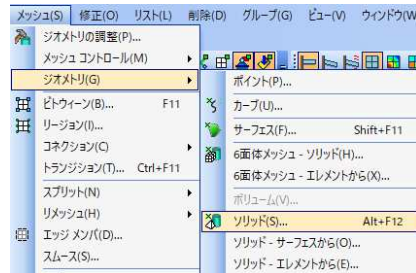 メッシュ(S) 修正(O) リスト(L) 削除(D) グループ(G) ビュー(V) ウィンドウ(W
ジオメトリの調整(P)...
メッシュ コントロール(M)
ジオメトリ(G)
ビトウィーン(B)... F11
リージョン(I)...
コネクション(C)
トランジション(T)... Ctrl+F11
スプリット(N)
リメッシュ(H)
エッジ メンバ(D)...
スムース(S)...
ポイント(P)...
カーブ(U)...
サーフェス(F)... Shift+F11
6面体メッシュ - ソリッド(H)...
6面体メッシュ - エレメントから(X)...
ボリューム(V)...
ソリッド(S)... Alt+F12
ソリッド - サーフェスから(O)...
ソリッド - エレメントから(E)...